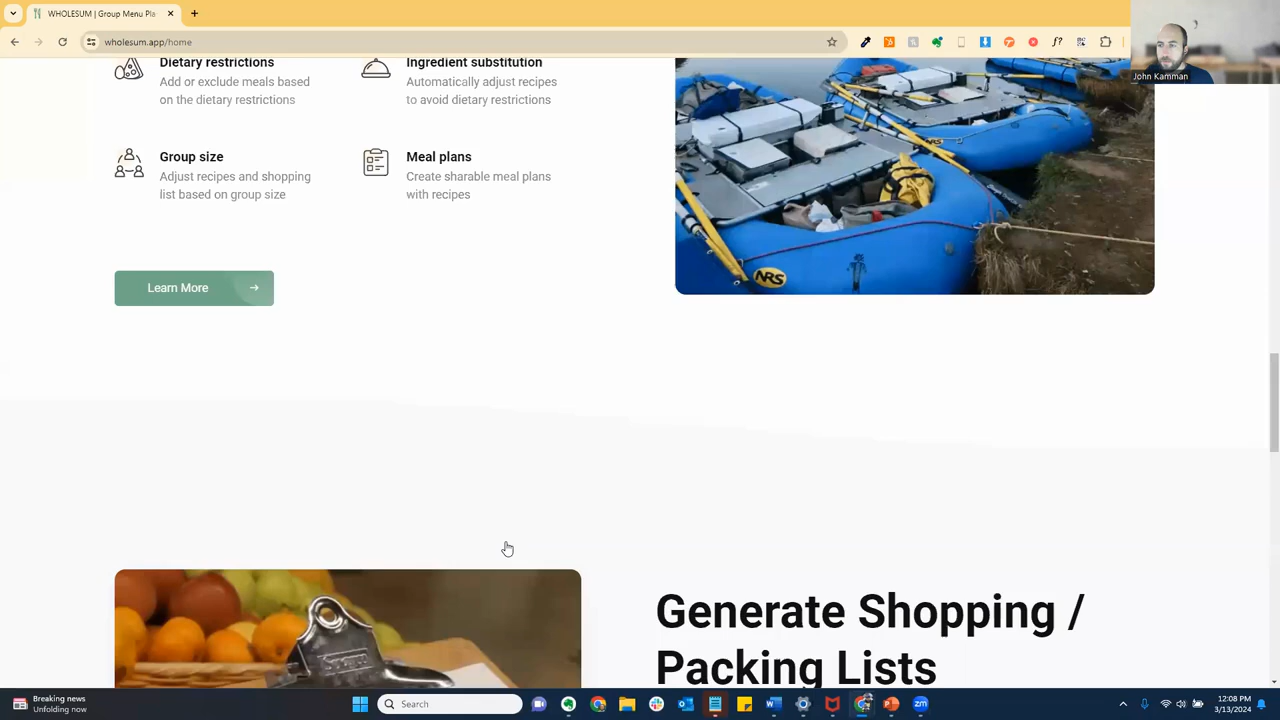 WHOLESUM | Group Menu Pla
wholesum.app/home
John Kamman
Dietary restrictions
Add or exclude meals based
on the dietary restrictions
Ingredient substitution
Automatically adjust recipes
to avoid dietary restrictions
Group size
Adjust recipes and shopping
list based on group size
Meal plans
Create sharable meal plans
with recipes
Learn More
NRS
Generate Shopping /
Packing Lists
Breaking news
Unfolding now
Search
12:08 PM
3/13/2024